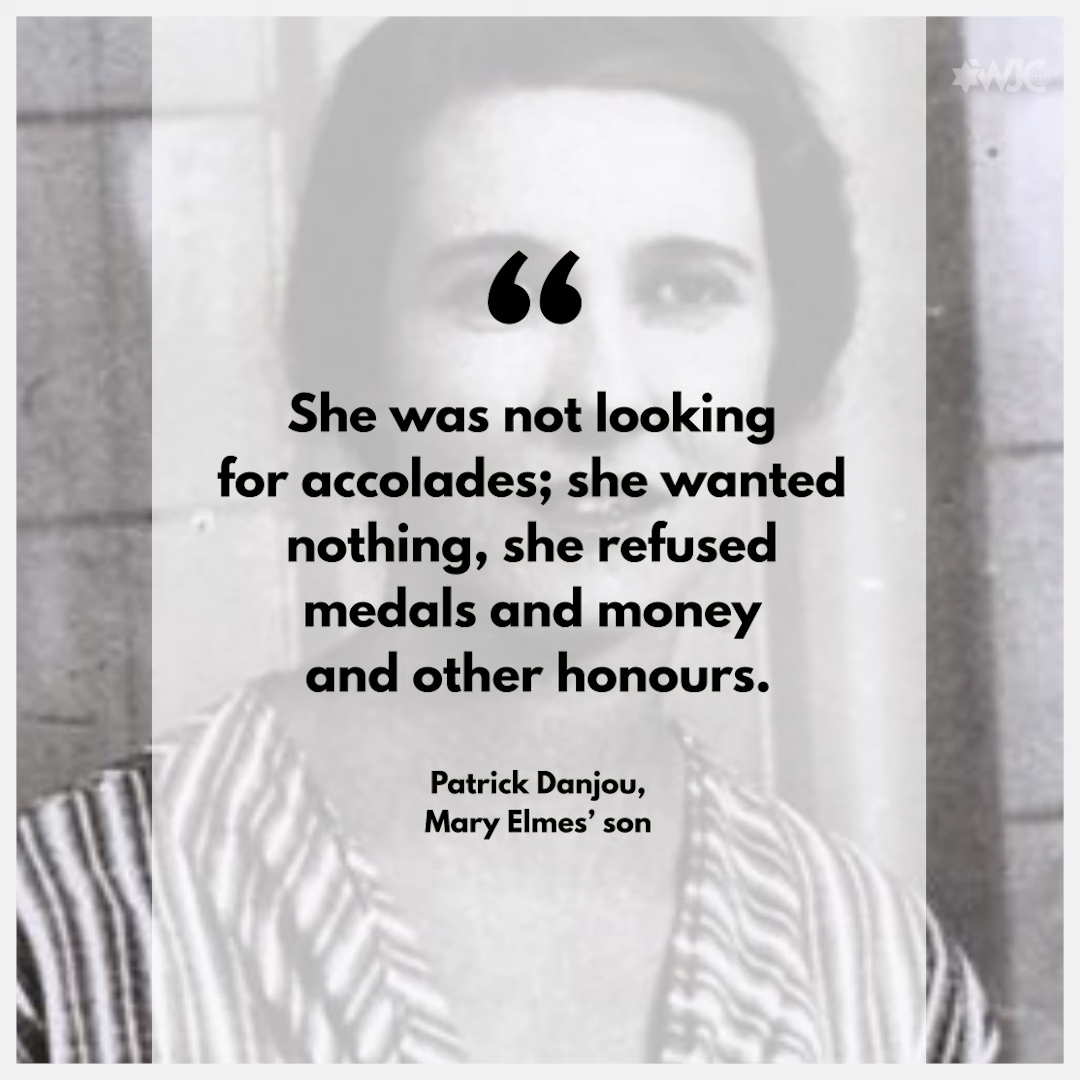 WJC
“
She was not looking
for accolades; she wanted
nothing, she refused
medals and money
and other honours.
Patrick Danjou,
Mary Elmes’ son